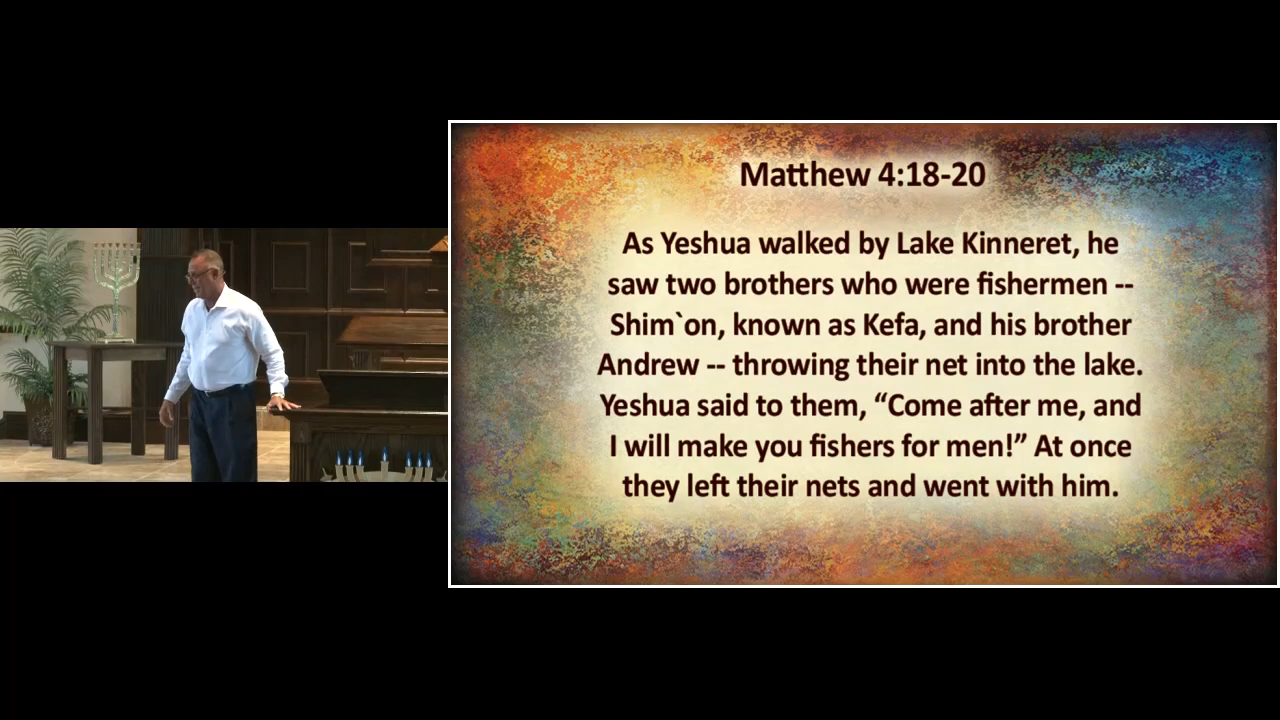 Matthew 4:18-20
As Yeshua walked by Lake Kinneret, he
saw two brothers who were fishermen --
Shim`on, known as Kefa, and his brother
Andrew -- throwing their net into the lake.
Yeshua said to them, “Come after me, and
I will make you fishers for men!” At once
they left their nets and went with him.